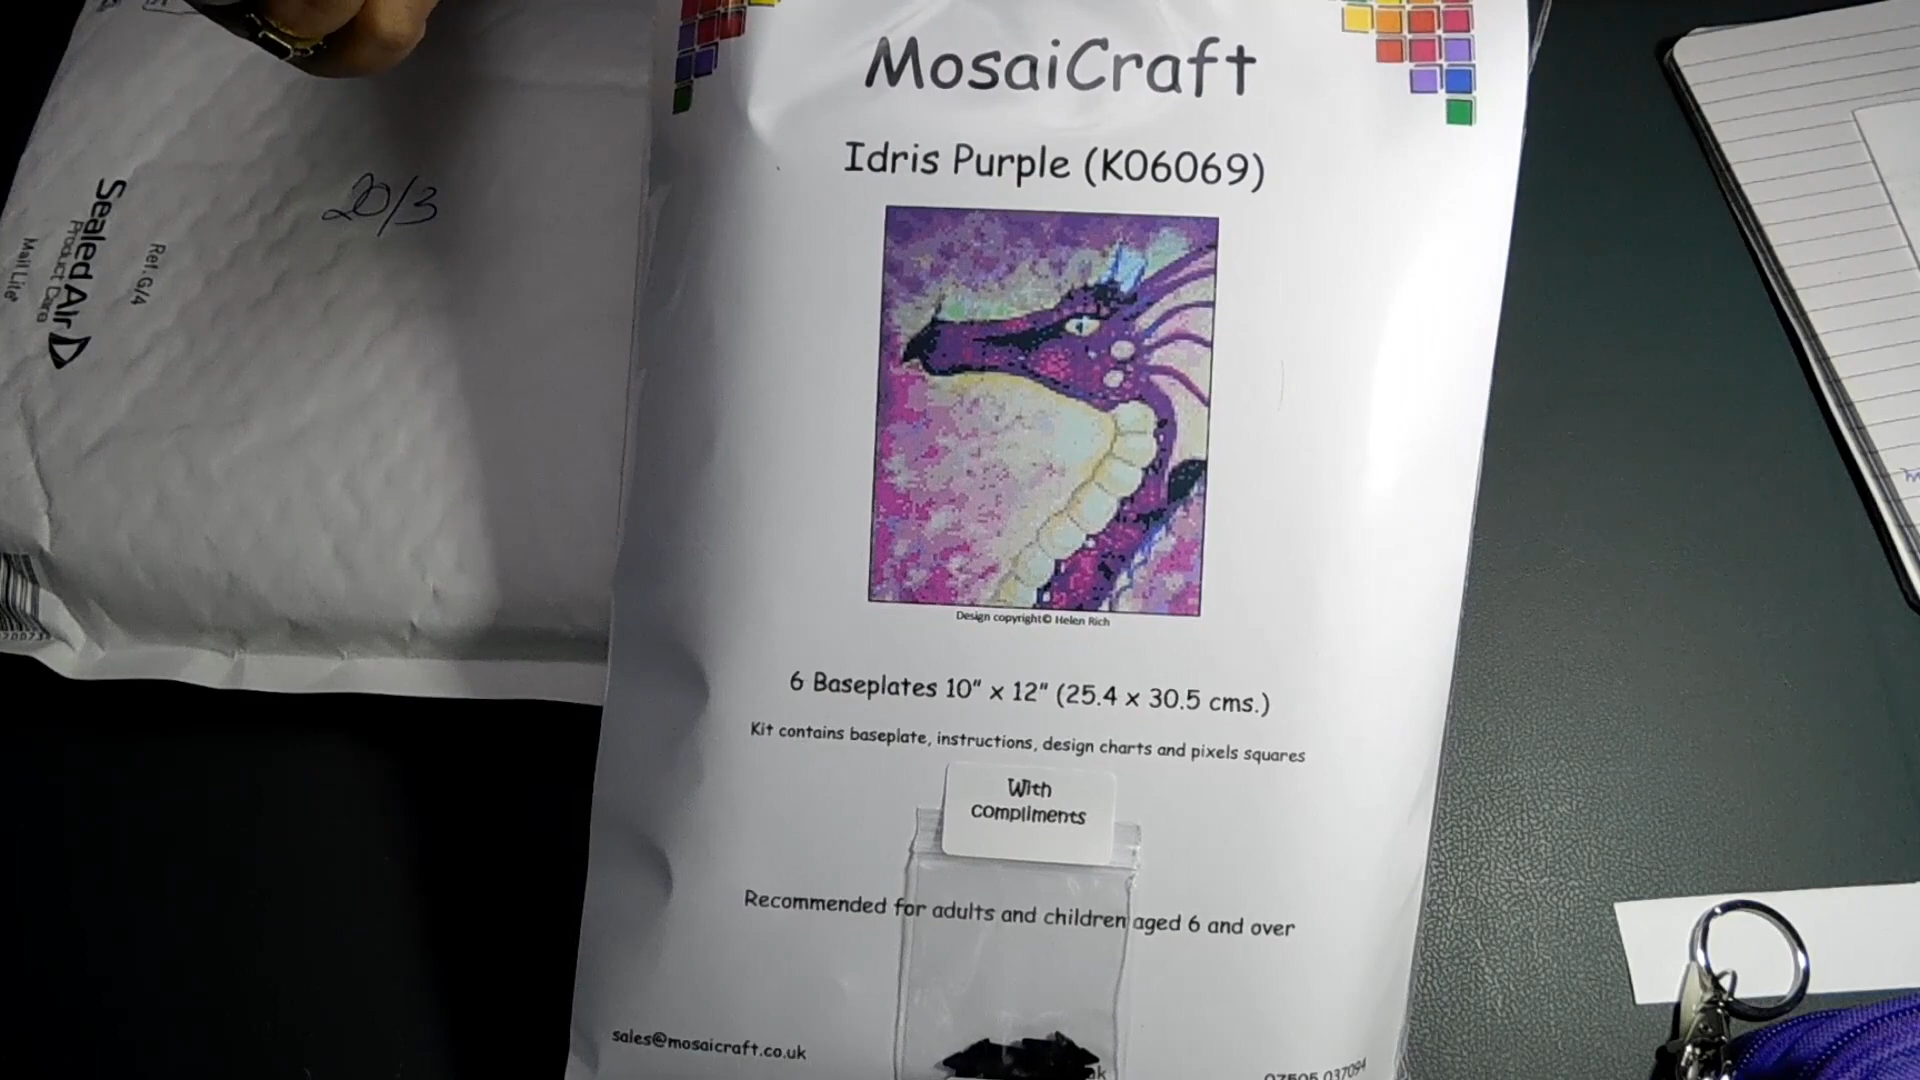 MosaiCraft
Idris Purple (K06069)
Design copyright© Helen Rich
6 Baseplates 10" x 12" (25.4 x 30.5 cms.)
Kit contains baseplate, instructions, design charts and pixels squares
With
compliments
Recommended for adults and children aged 6 and over
sales@mosaicraft.co.uk
07505 037094
20/3
Sealed Air
Product Care
Mail Lite®
Ref.G/4